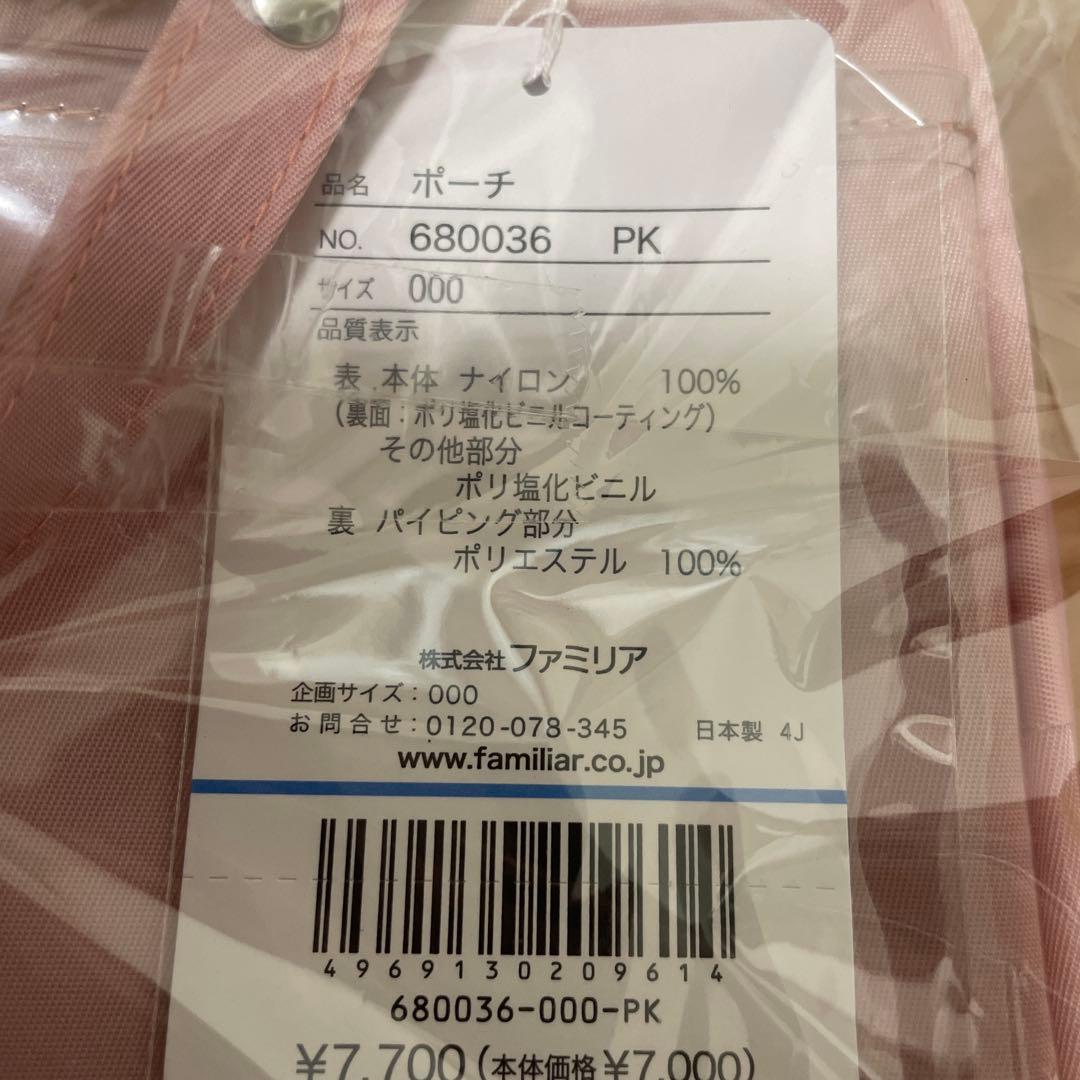 品名 ポーチ
NO. 680036 PK
サイズ 000
品質表示
表 本体 ナイロン 100%
(裏面:ポリ塩化ビニルコーティング)
その他部分
ポリ塩化ビニル
裏 パイピング部分
ポリエステル 100%
株式会社ファミリア
企画サイズ:000
お問合せ:0120-078-345 日本製 4J
www.familiar.co.jp
4969130209614
680036-000-PK
¥7,700(本体価格¥7,000)